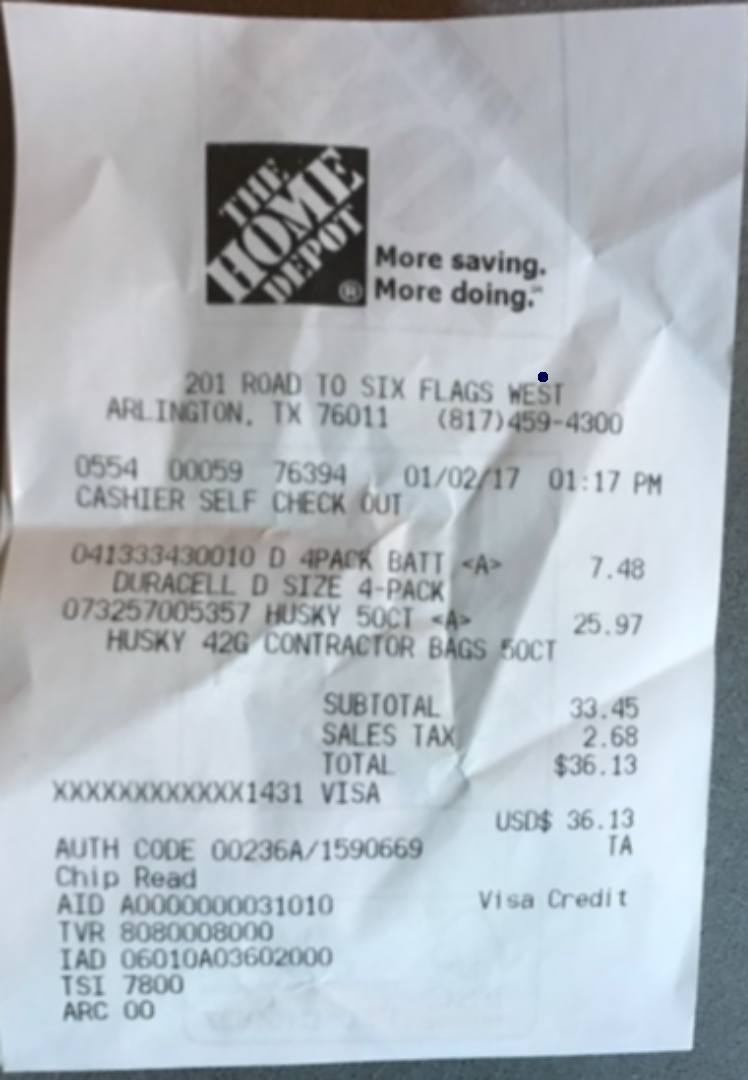 THE
HOME
DEPOT
®
More saving.
More doing.℠
201 ROAD TO SIX FLAGS WEST
ARLINGTON, TX 76011 (817)459-4300
0554 00059 76394 01/02/17 01:17 PM
CASHIER SELF CHECK OUT
041333430010 D 4PACK BATT <A> 7.48
DURACELL D SIZE 4-PACK
073257005357 HUSKY 50CT <A> 25.97
HUSKY 42G CONTRACTOR BAGS 50CT
SUBTOTAL 33.45
SALES TAX 2.68
TOTAL $36.13
XXXXXXXXXXXX1431 VISA
USD$ 36.13
AUTH CODE 00236A/1590669 TA
Chip Read
AID A0000000031010 Visa Credit
TVR 8080008000
IAD 06010A03602000
TSI 7800
ARC 00